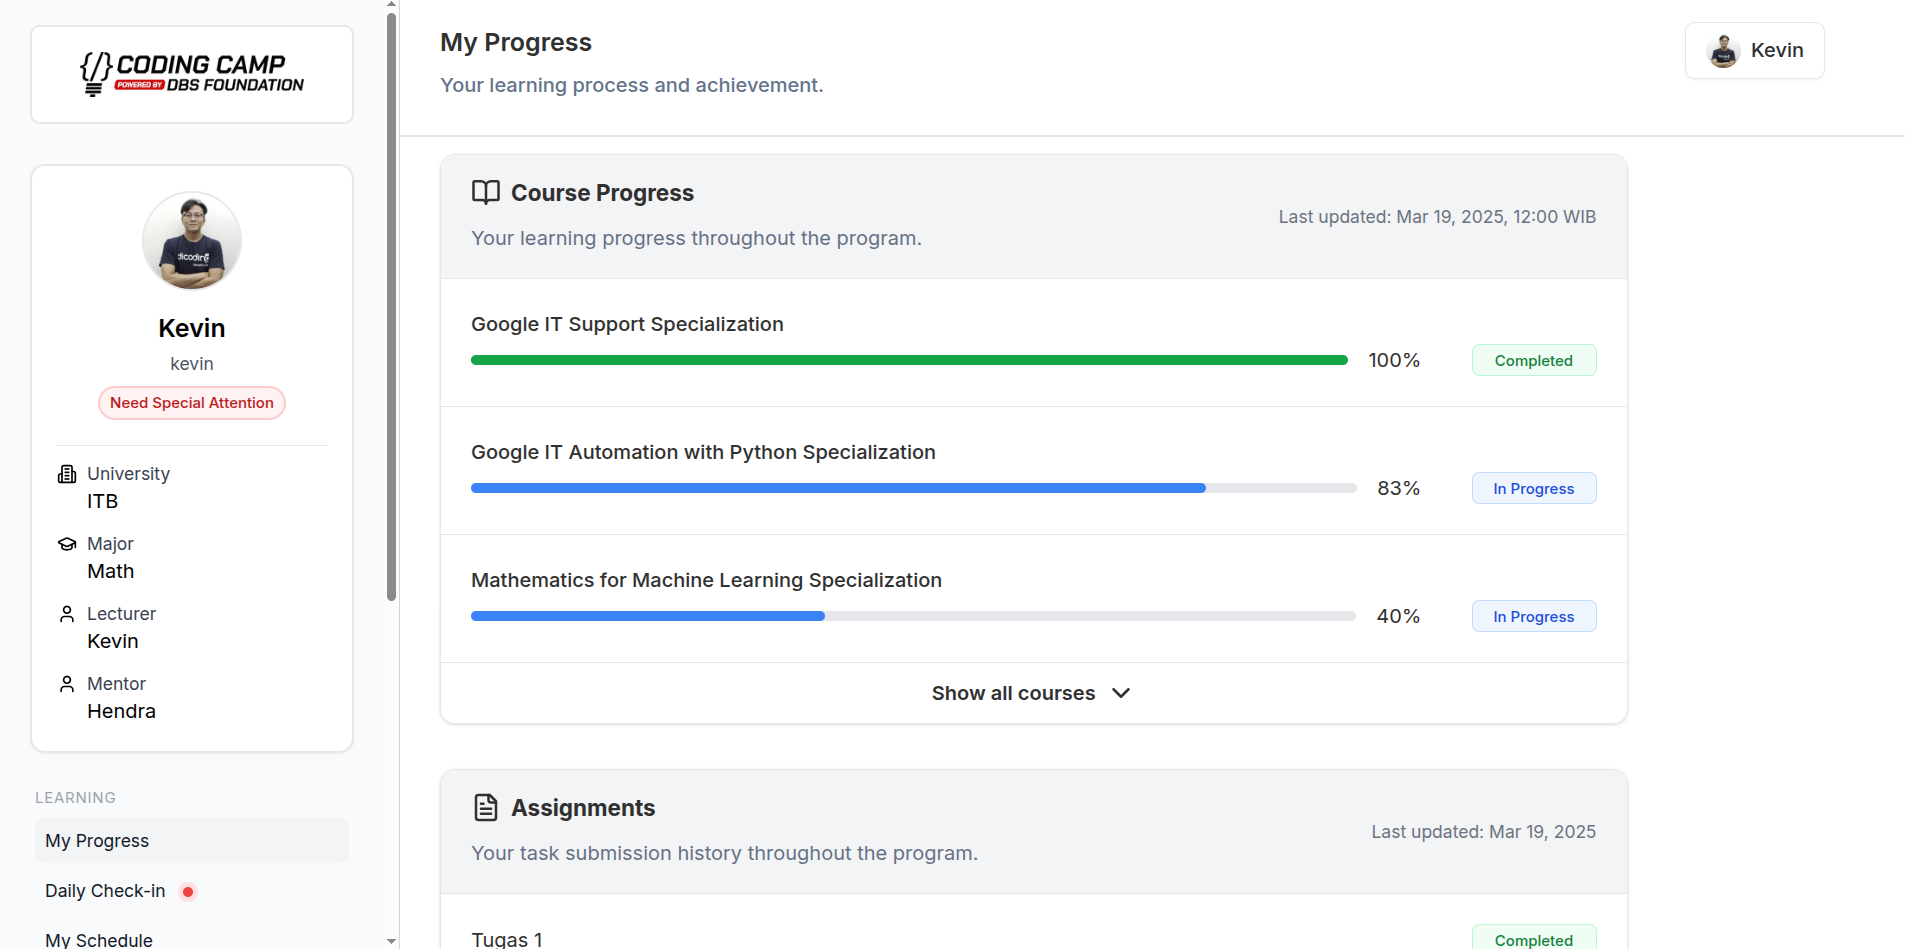 CODING CAMP
POWERED BY DBS FOUNDATION
Kevin
kevin
Need Special Attention
University
ITB
Major
Math
Lecturer
Kevin
Mentor
Hendra
LEARNING
My Progress
Daily Check-in
My Schedule
My Progress
Your learning process and achievement.
Kevin
Course Progress
Your learning progress throughout the program.
Last updated: Mar 19, 2025, 12:00 WIB
Google IT Support Specialization
100%
Completed
Google IT Automation with Python Specialization
83%
In Progress
Mathematics for Machine Learning Specialization
40%
In Progress
Show all courses
Assignments
Your task submission history throughout the program.
Last updated: Mar 19, 2025
Tugas 1
Completed